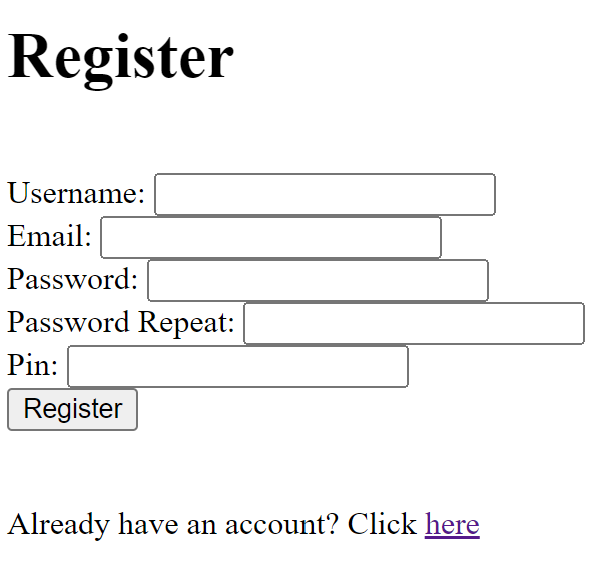 Register
Username:
Email:
Password:
Password Repeat:
Pin:
Register
Already have an account? Click here